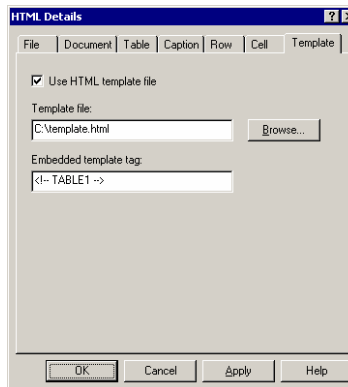 HTML Details
File Document Table Caption Row Cell Template
Use HTML template file
Template file:
C:\template.html
Browse...
Embedded template tag:
<!-- TABLE1 -->
OK Cancel Apply Help